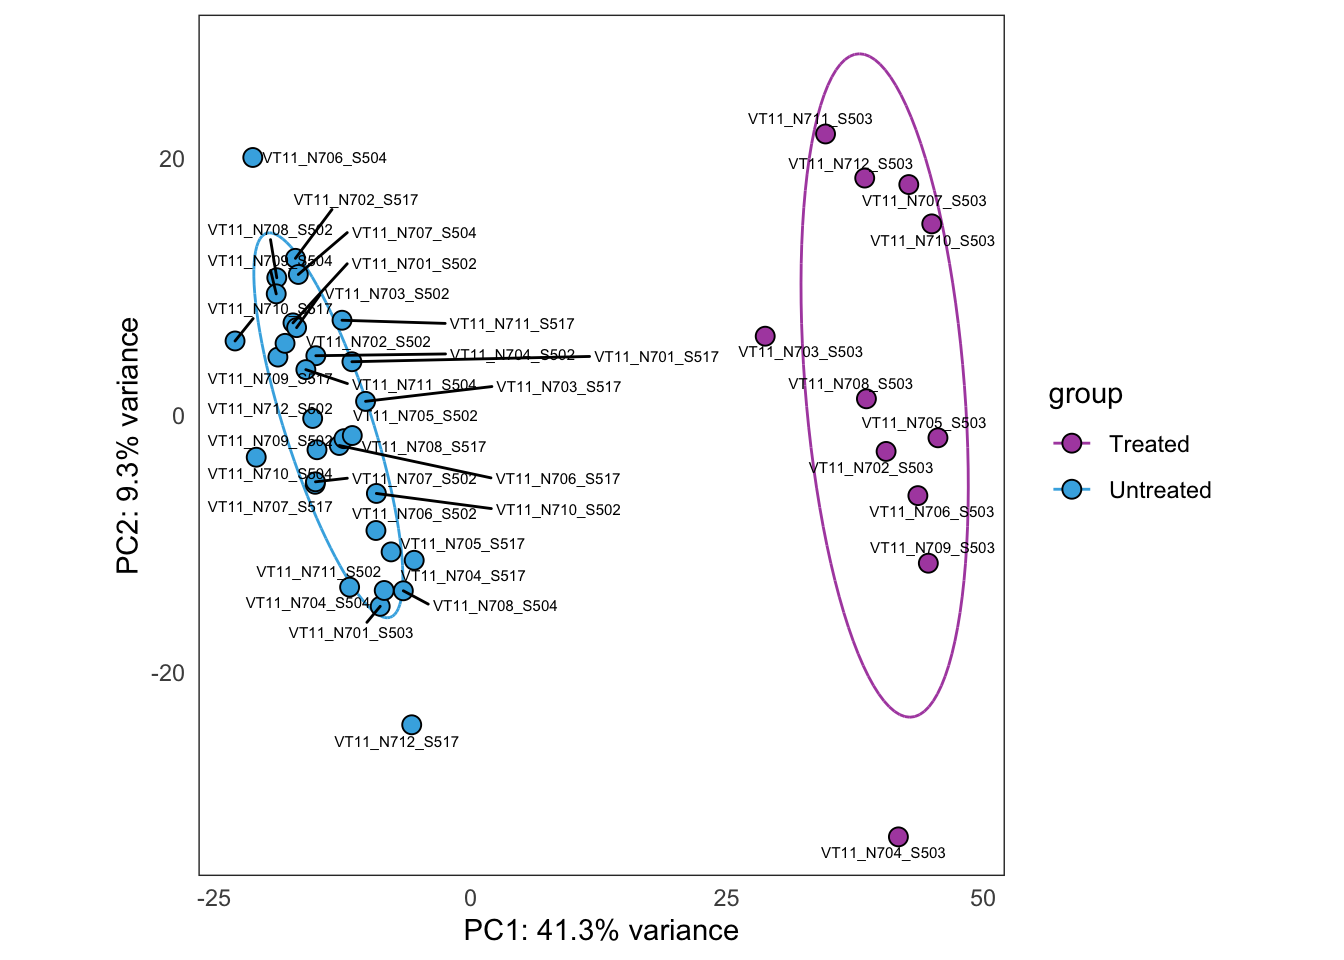 VT11_N711_S503
20
VT11_N706_S504
VT11_N712_S503
VT11_N702_S517
VT11_N707_S503
VT11_N708_S502
VT11_N707_S504
VT11_N710_S503
VT11_N709_S504
VT11_N701_S502
VT11_N703_S502
VT11_N710_S517
VT11_N711_S517
VT11_N702_S502
VT11_N704_S502
VT11_N701_S517
VT11_N703_S503
VT11_N709_S517
VT11_N711_S504
VT11_N703_S517
VT11_N708_S503
group
VT11_N712_S502
0
VT11_N705_S502
VT11_N705_S503
VT11_N709_S502
VT11_N708_S517
Treated
VT11_N710_S504
VT11_N707_S502
VT11_N706_S517
VT11_N702_S503
Untreated
VT11_N707_S517
VT11_N706_S502
VT11_N710_S502
VT11_N706_S503
VT11_N705_S517
VT11_N709_S503
VT11_N711_S502
VT11_N704_S517
VT11_N704_S504
VT11_N708_S504
VT11_N701_S503
-20
VT11_N712_S517
VT11_N704_S503
-25
0
25
50
PC1: 41.3% variance
PC2: 9.3% variance